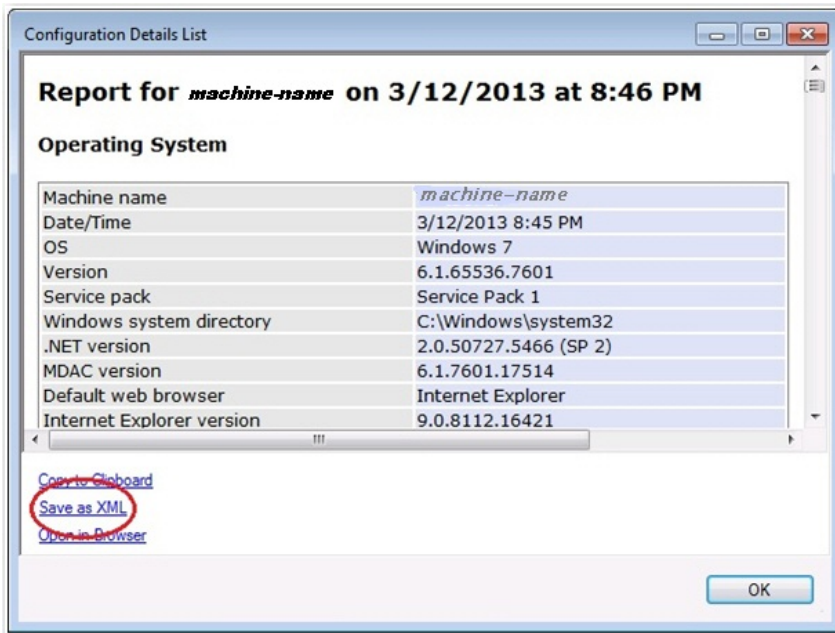 Configuration Details List
Report for machine-name on 3/12/2013 at 8:46 PM
Operating System
Machine name machine-name
Date/Time 3/12/2013 8:45 PM
OS Windows 7
Version 6.1.65536.7601
Service pack Service Pack 1
Windows system directory C:\Windows\system32
.NET version 2.0.50727.5466 (SP 2)
MDAC version 6.1.7601.17514
Default web browser Internet Explorer
Internet Explorer version 9.0.8112.16421
Copy to Clipboard
Save as XML
Open in Browser
OK